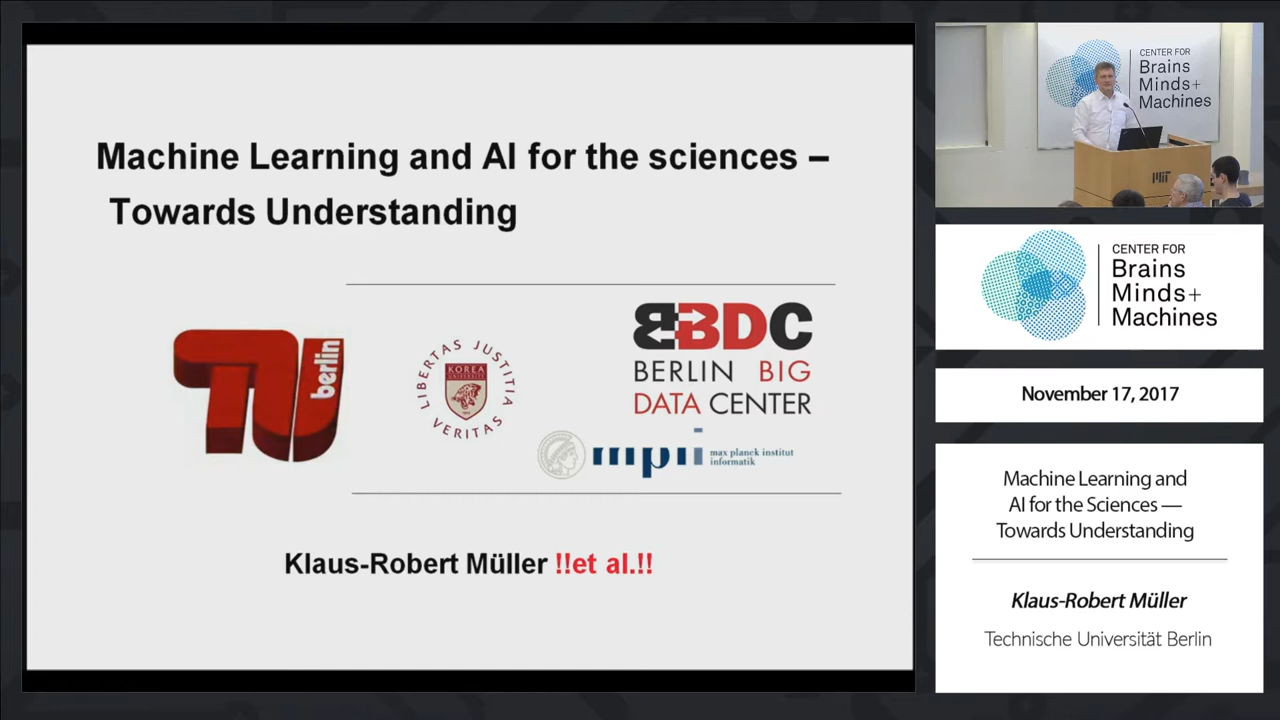 Machine Learning and AI for the sciences –
Towards Understanding
TU
berlin
LIBERTAS JUSTITIA VERITAS
KOREA
UNIVERSITY
BBDC
BERLIN BIG
DATA CENTER
mpii
max planck institut
informatik
Klaus-Robert Müller !!et al.!!
CENTER FOR
Brains
Minds+
Machines
MIT
CENTER FOR
Brains
Minds+
Machines
November 17, 2017
Machine Learning and
AI for the Sciences —
Towards Understanding
Klaus-Robert Müller
Technische Universität Berlin